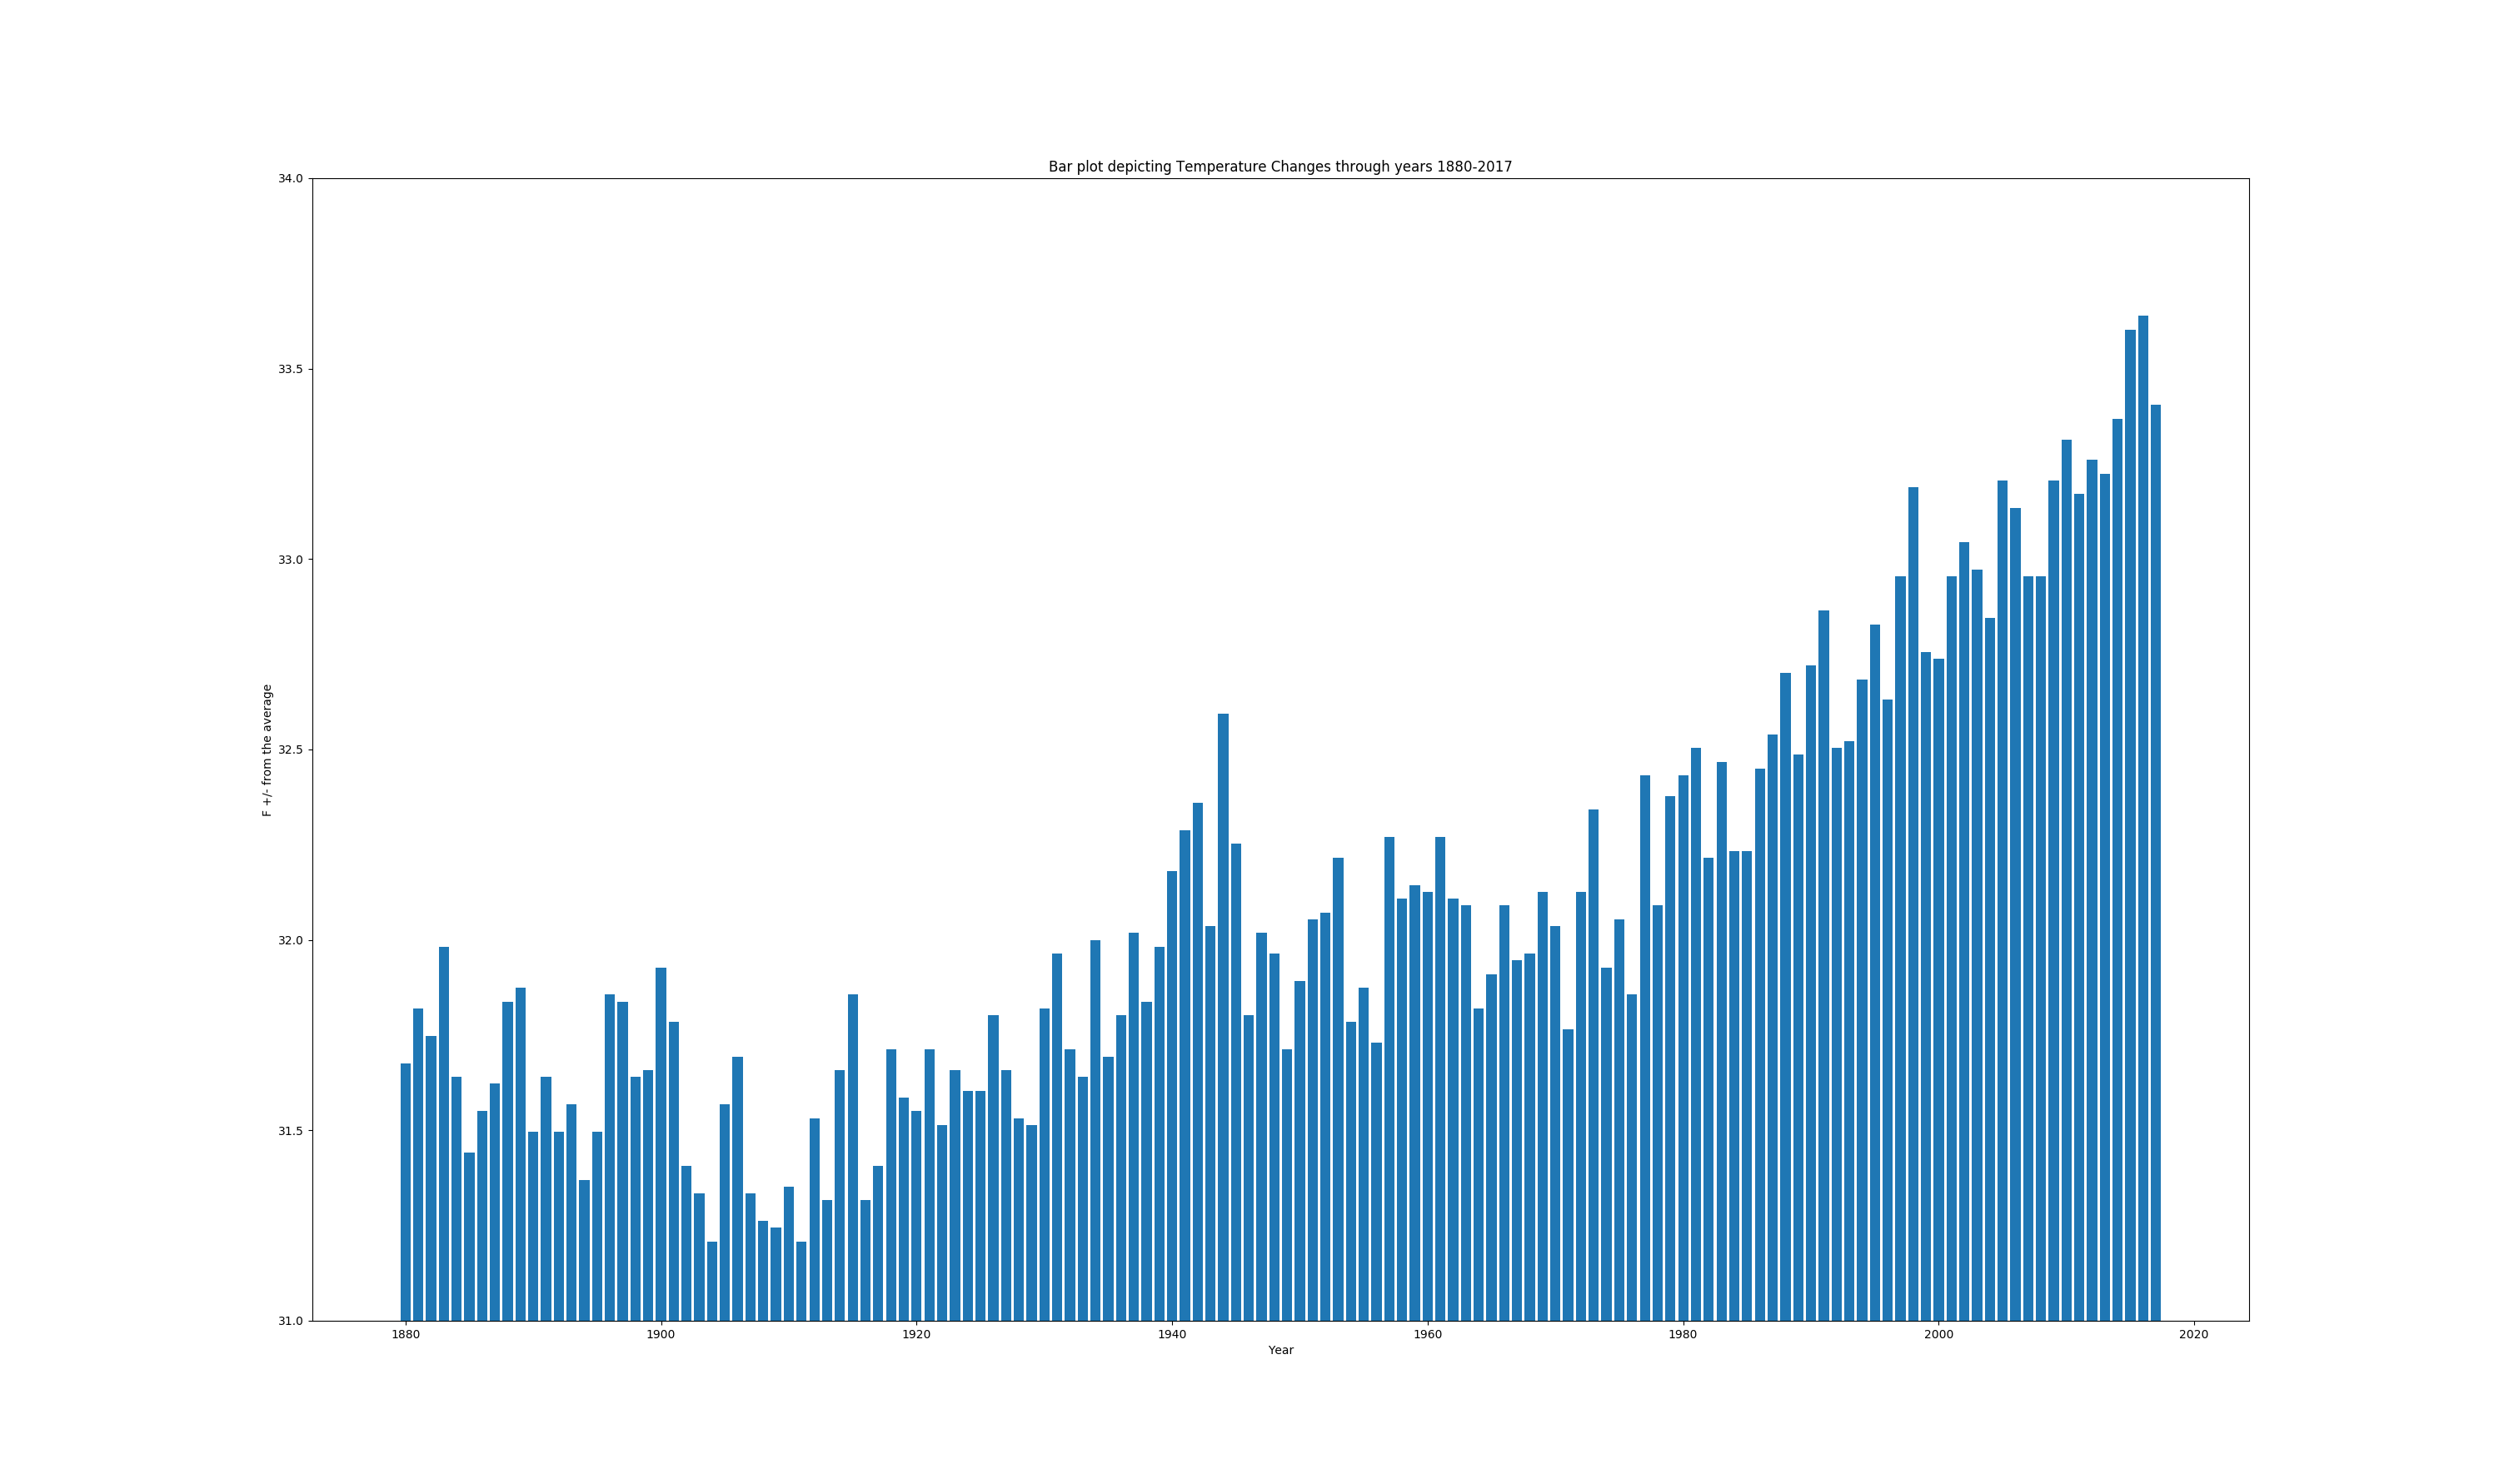 Bar plot depicting Temperature Changes through years 1880-2017
34.0
33.5
33.0
32.5
32.0
31.5
31.0
F +/- from the average
1880 1900 1920 1940 1960 1980 2000 2020
Year